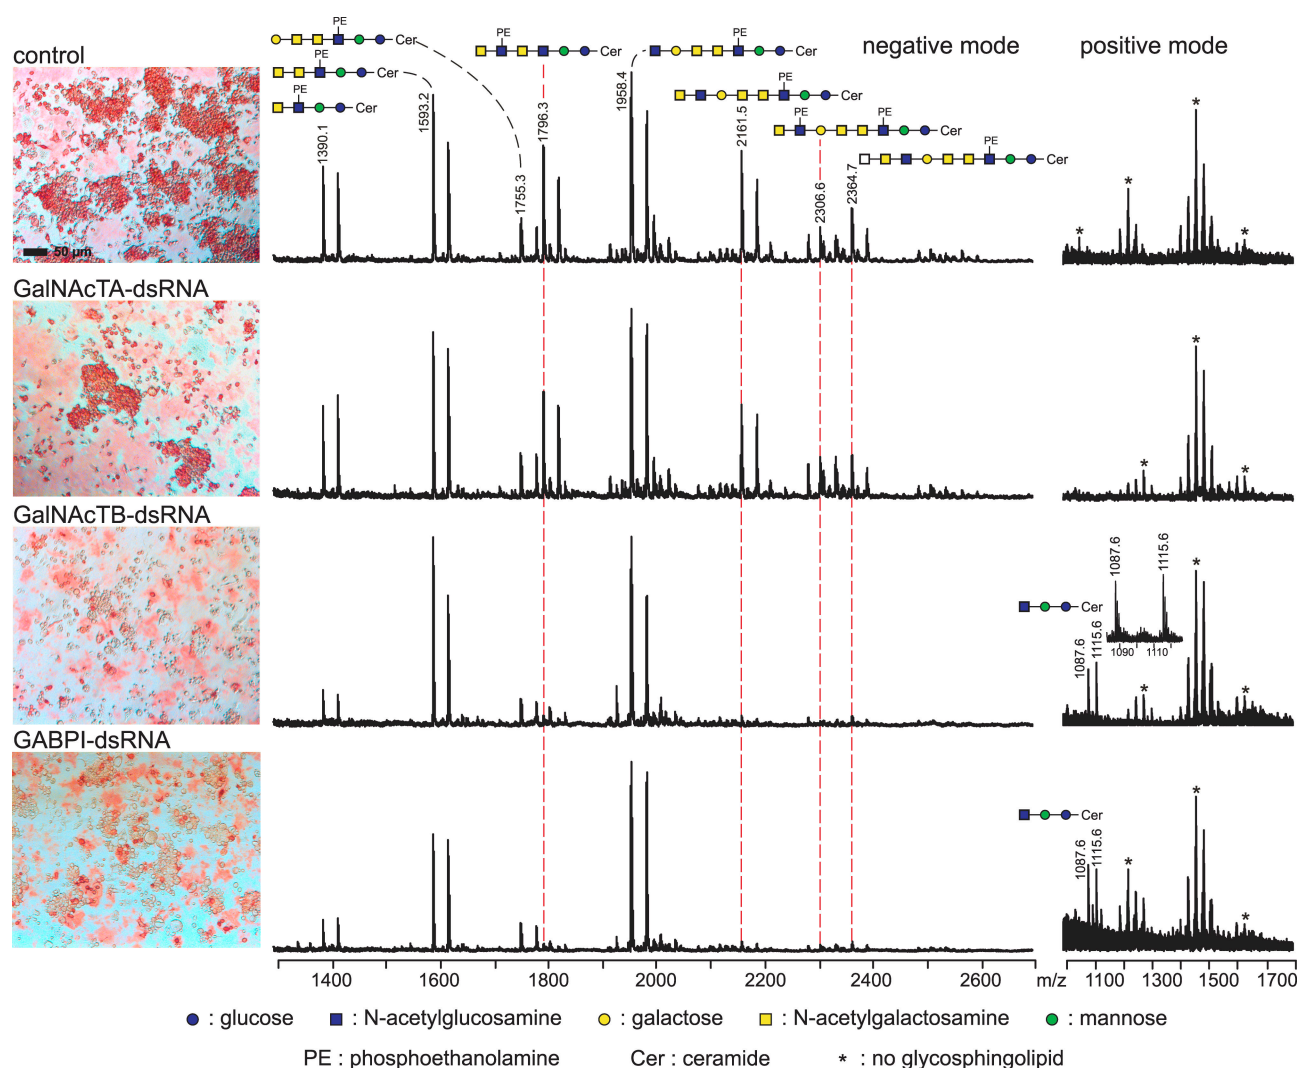 control
negative mode
positive mode
PE
Cer
PE
Cer
PE
Cer
PE
PE
Cer
PE
Cer
PE
Cer
PE
PE
Cer
PE
Cer
1390.1
1593.2
1755.3
1796.3
1958.4
2161.5
2306.6
2364.7
*
*
*
*
50 µm
GalNAcTA-dsRNA
*
*
*
GalNAcTB-dsRNA
Cer
1087.6
1115.6
1087.6
1115.6
1090
1110
*
*
*
GABPI-dsRNA
Cer
1087.6
1115.6
*
*
*
1400 1600 1800 2000 2200 2400 2600 m/z 1100 1300 1500 1700
: glucose : N-acetylglucosamine : galactose : N-acetylgalactosamine : mannose
PE : phosphoethanolamine Cer : ceramide * : no glycosphingolipid